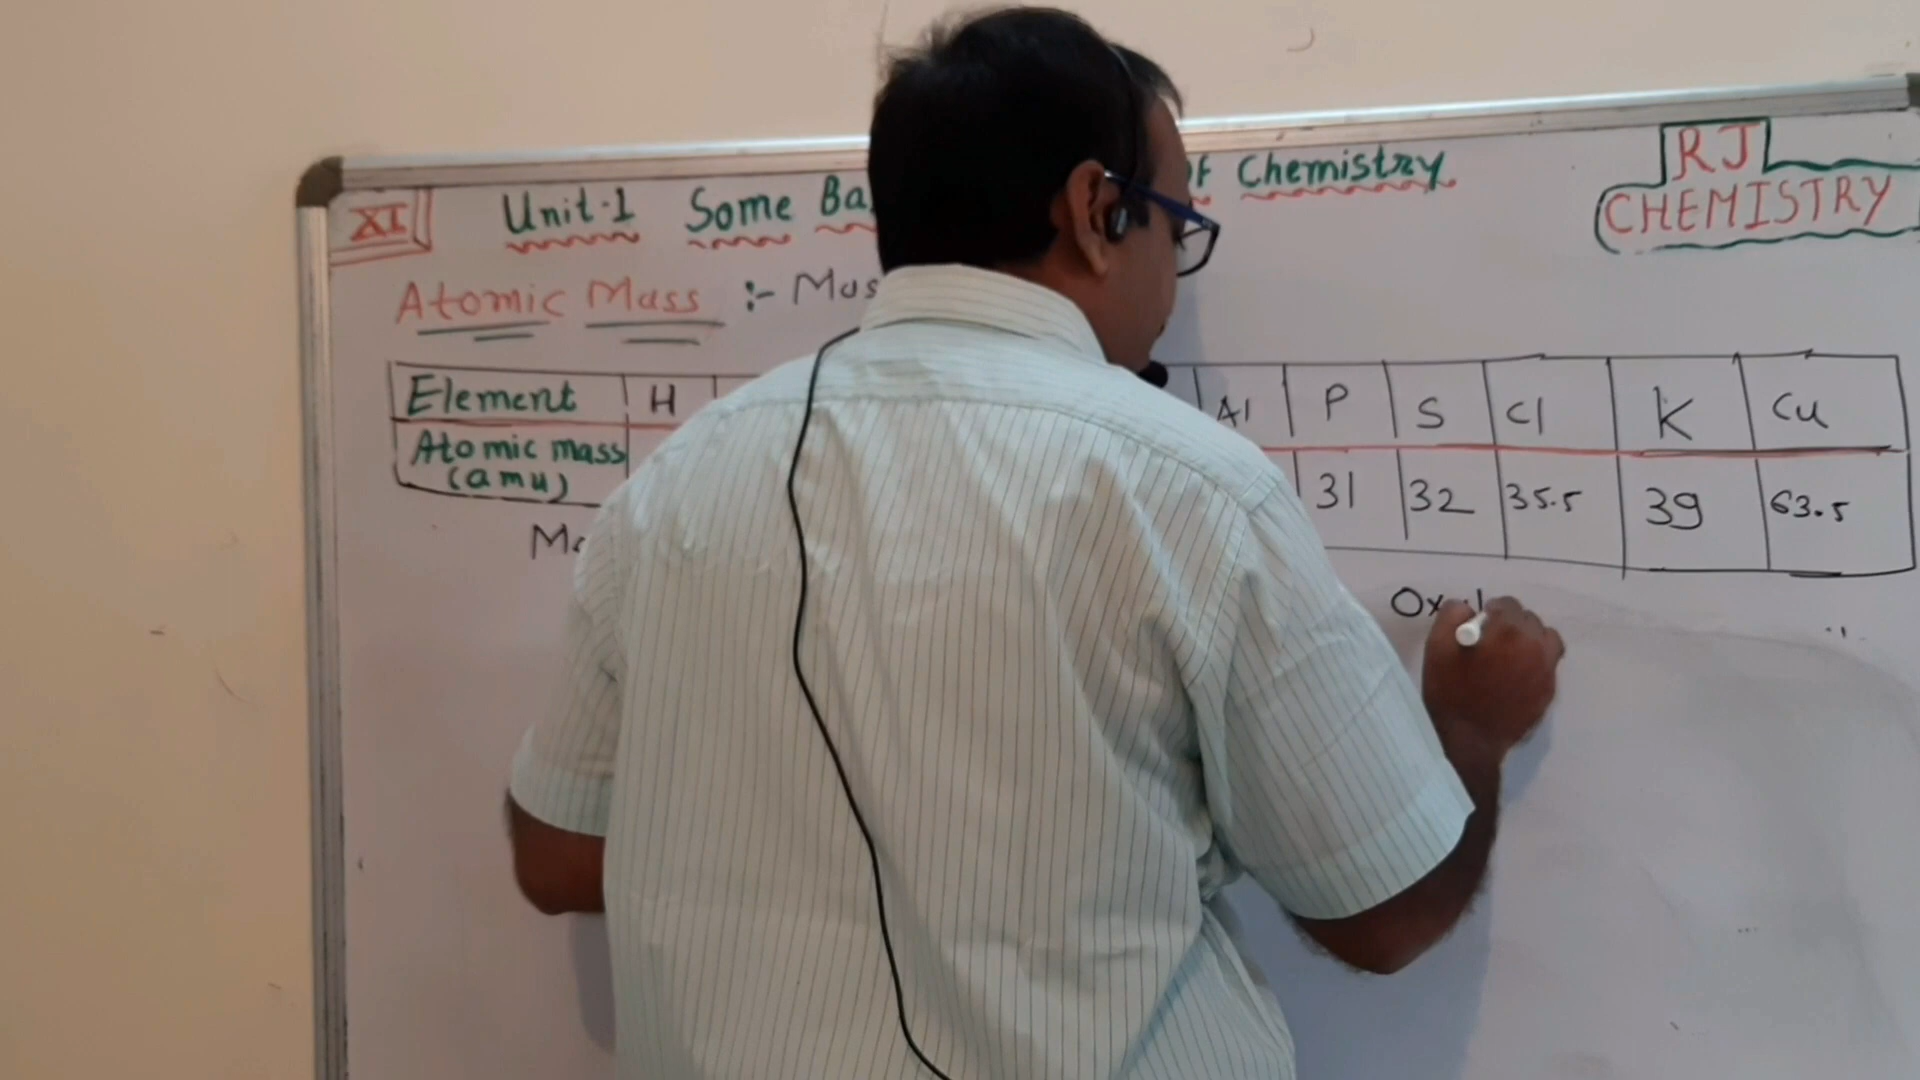 RJ
XI Unit-1 Some Ba of Chemistry CHEMISTRY
Atomic Mass :- Mas
Element H Al P S Cl K Cu
Atomic mass 31 32 35.5 39 63.5
(amu)